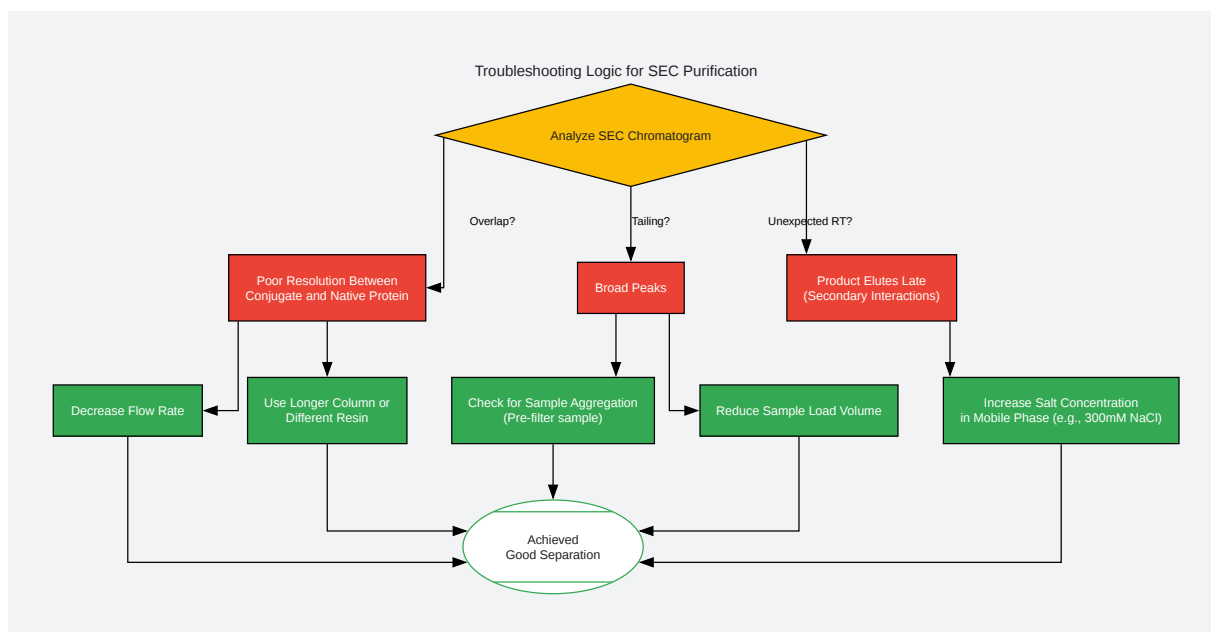 Troubleshooting Logic for SEC Purification
Analyze SEC Chromatogram
Overlap?
Tailing?
Unexpected RT?
Poor Resolution Between
Conjugate and Native Protein
Broad Peaks
Product Elutes Late
(Secondary Interactions)
Decrease Flow Rate
Use Longer Column or
Different Resin
Check for Sample Aggregation
(Pre-filter sample)
Reduce Sample Load Volume
Increase Salt Concentration
in Mobile Phase (e.g., 300mM NaCl)
Achieved
Good Separation